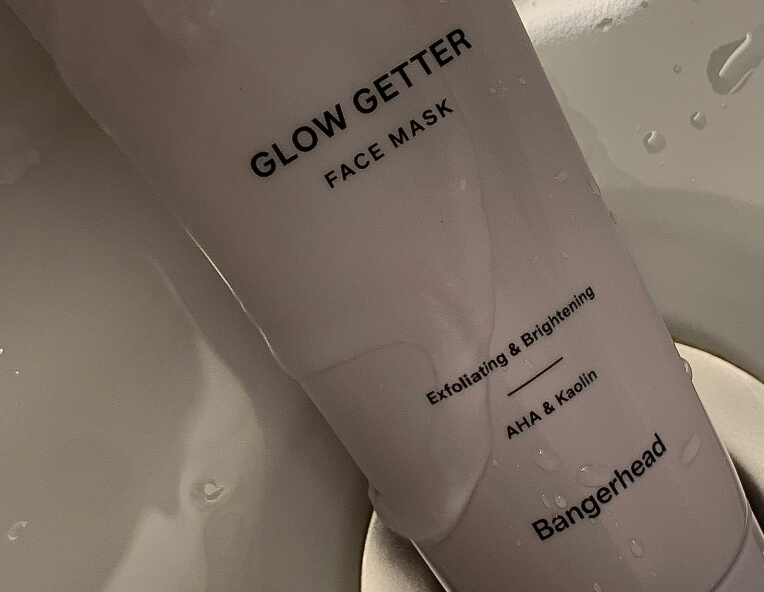 GLOW GETTER
FACE MASK
Exfoliating & Brightening
AHA & Kaolin
Bangerhead